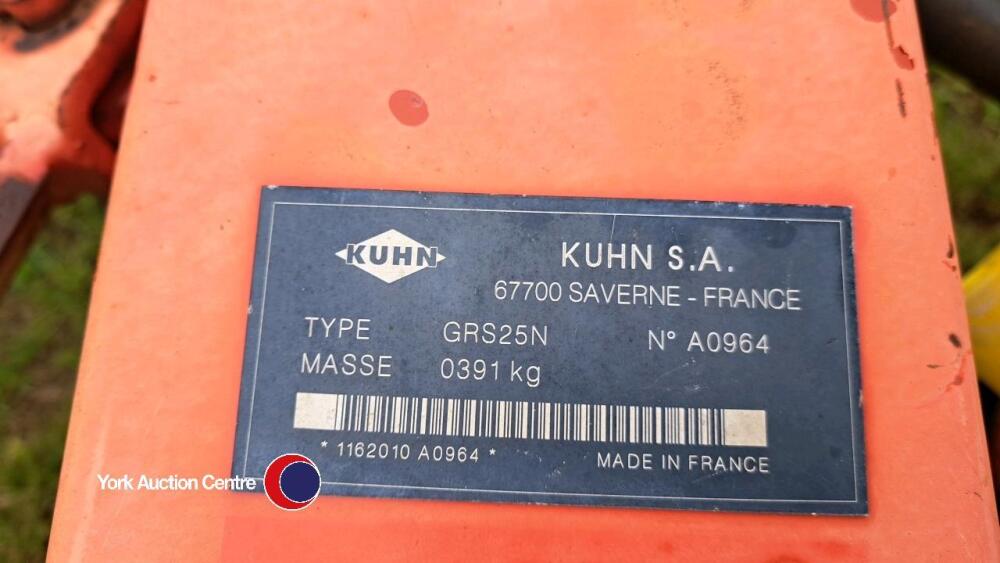 KUHN
KUHN S.A.
67700 SAVERNE - FRANCE
TYPE GRS25N N° A0964
MASSE 0391 kg
* 1162010 A0964 *
MADE IN FRANCE
York Auction Centre